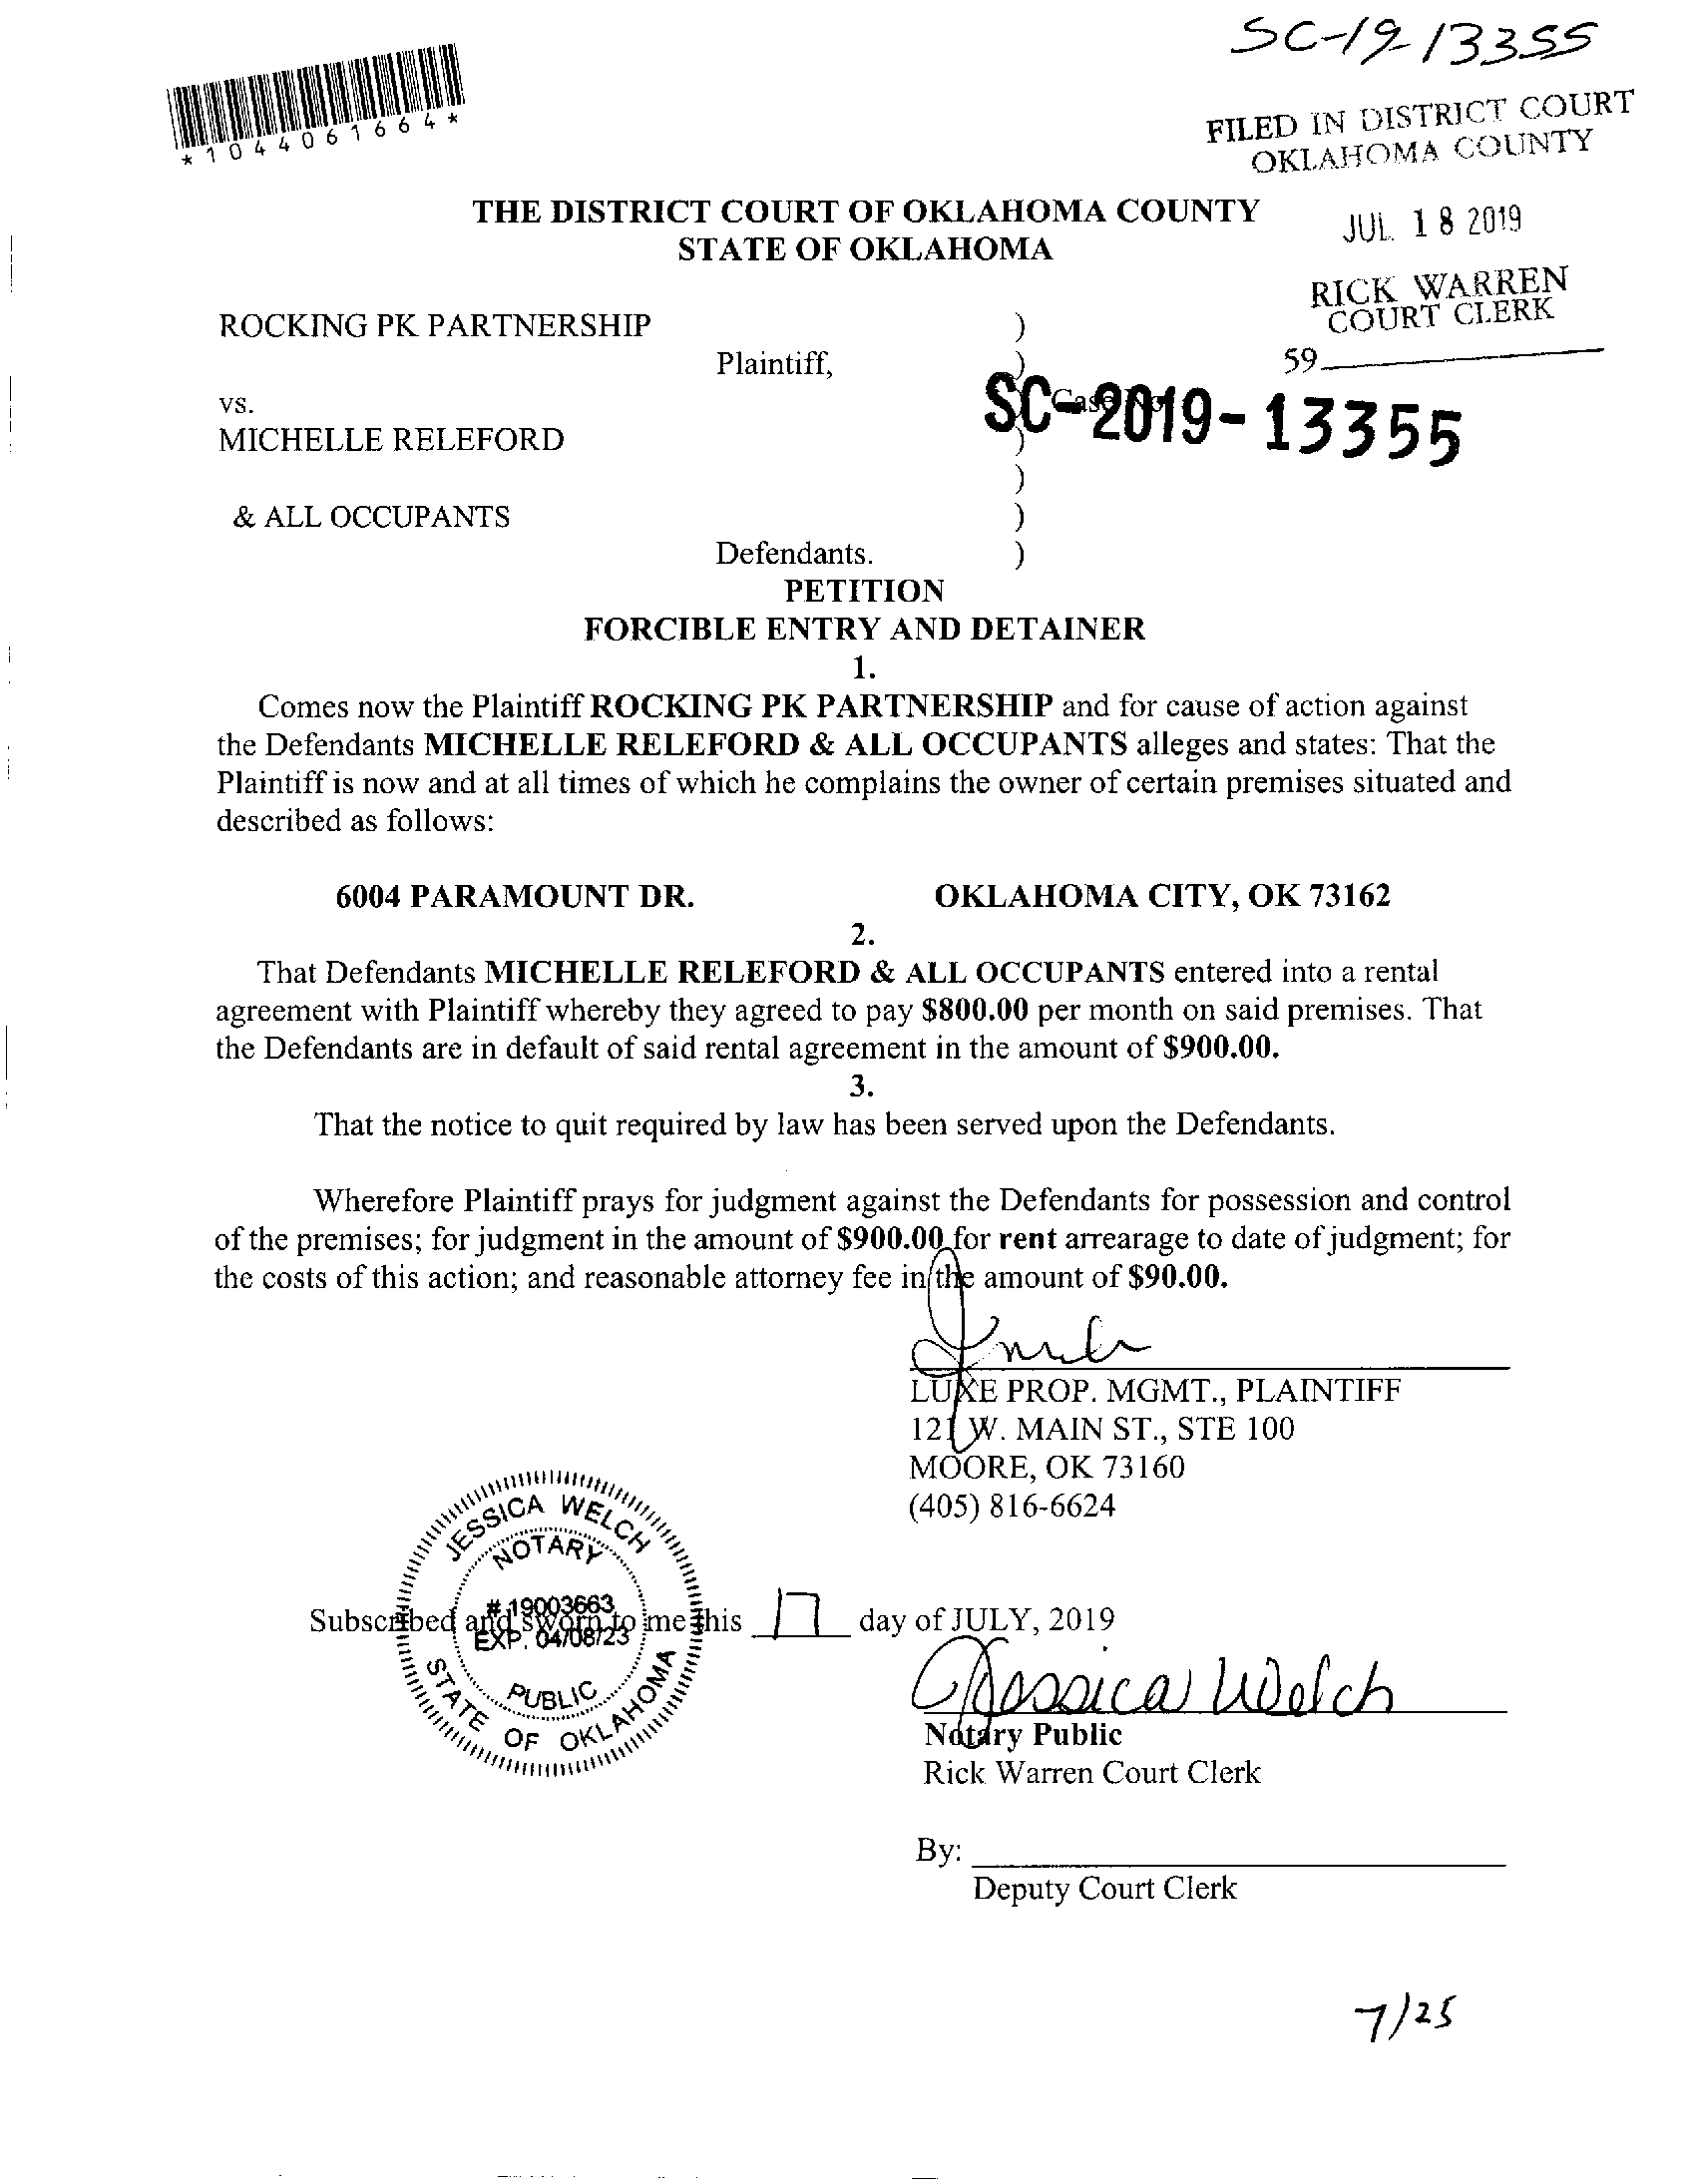 SC-19-13355
*1044061664*
FILED IN DISTRICT COURT
OKLAHOMA COUNTY
JUL 18 2019
RICK WARREN
COURT CLERK
59
THE DISTRICT COURT OF OKLAHOMA COUNTY
STATE OF OKLAHOMA
ROCKING PK PARTNERSHIP )
Plaintiff, )
vs. ) Case No.
SC-2019-13355
MICHELLE RELEFORD )
)
& ALL OCCUPANTS )
Defendants. )
PETITION
FORCIBLE ENTRY AND DETAINER
1.
Comes now the Plaintiff ROCKING PK PARTNERSHIP and for cause of action against
the Defendants MICHELLE RELEFORD & ALL OCCUPANTS alleges and states: That the
Plaintiff is now and at all times of which he complains the owner of certain premises situated and
described as follows:
6004 PARAMOUNT DR. OKLAHOMA CITY, OK 73162
2.
That Defendants MICHELLE RELEFORD & ALL OCCUPANTS entered into a rental
agreement with Plaintiff whereby they agreed to pay $800.00 per month on said premises. That
the Defendants are in default of said rental agreement in the amount of $900.00.
3.
That the notice to quit required by law has been served upon the Defendants.
Wherefore Plaintiff prays for judgment against the Defendants for possession and control
of the premises; for judgment in the amount of $900.00 for rent arrearage to date of judgment; for
the costs of this action; and reasonable attorney fee in the amount of $90.00.
LUXE PROP. MGMT., PLAINTIFF
121 W. MAIN ST., STE 100
MOORE, OK 73160
(405) 816-6624
JESSICA WELCH
NOTARY
#19003663
EXP. 04/08/23
PUBLIC
STATE OF OKLAHOMA
Subscribed and sworn to me this 17 day of JULY, 2019
Jessica Welch
Notary Public
Rick Warren Court Clerk
By:
Deputy Court Clerk
7/25